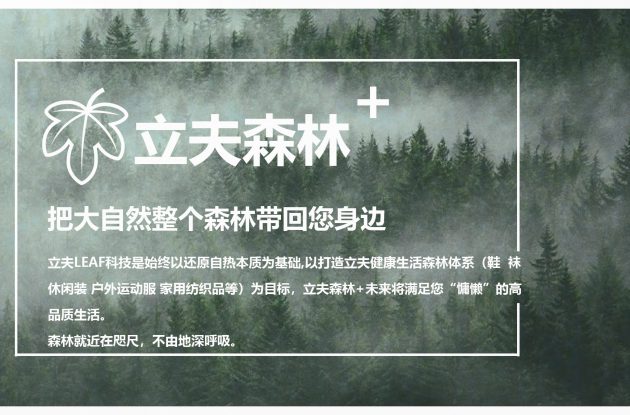 立夫森林+
把大自然整个森林带回您身边
立夫LEAF科技是始终以还原自热本质为基础,以打造立夫健康生活森林体系（鞋 袜
休闲装 户外运动服 家用纺织品等）为目标，立夫森林+未来将满足您“慵懒”的高
品质生活。
森林就近在咫尺，不由地深呼吸。